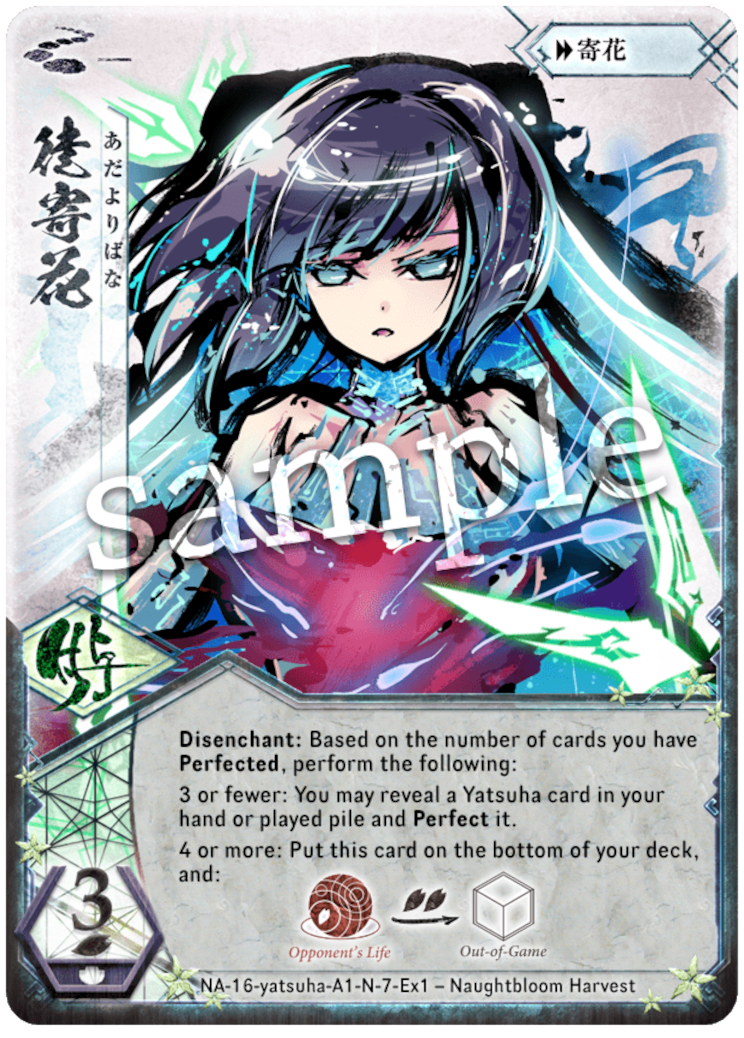 寄花
徒寄花
あだよりばな
sample
Disenchant: Based on the number of cards you have
Perfected, perform the following:
3 or fewer: You may reveal a Yatsuha card in your
hand or played pile and Perfect it.
4 or more: Put this card on the bottom of your deck,
and:
3
Opponent's Life
Out-of-Game
NA-16-yatsuha-A1-N-7-Ex1 – Naughtbloom Harvest